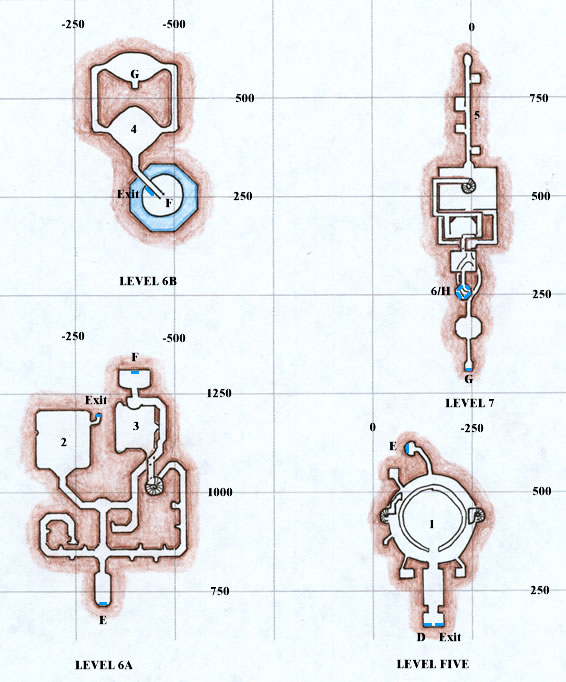 -250 -500
G
500
4
Exit
F
250
LEVEL 6B
-250 -500
F
1250
Exit
2
3
1000
750
E
LEVEL 6A
0
750
5
500
6/H
250
G
LEVEL 7
0 -250
E
500
1
250
D Exit
LEVEL FIVE